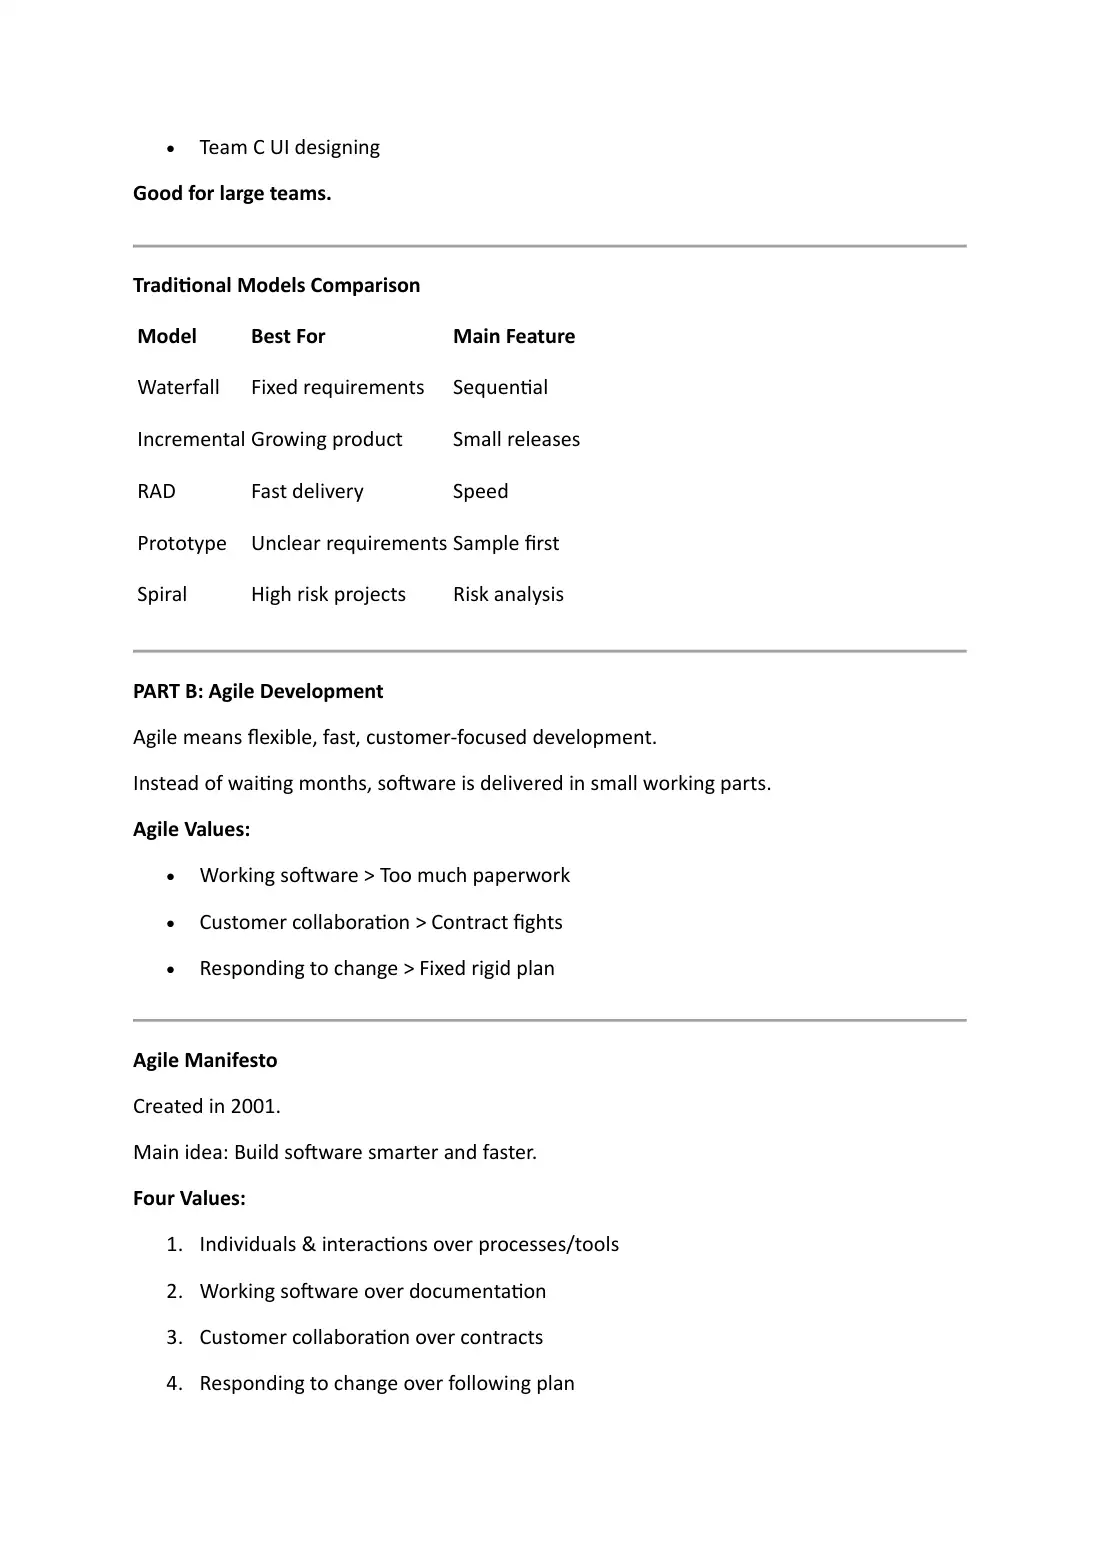 • Team C UI designing
Good for large teams.
Traditional Models Comparison
Model Best For Main Feature
Waterfall Fixed requirements Sequential
Incremental Growing product Small releases
RAD Fast delivery Speed
Prototype Unclear requirements Sample first
Spiral High risk projects Risk analysis
PART B: Agile Development
Agile means flexible, fast, customer-focused development.
Instead of waiting months, software is delivered in small working parts.
Agile Values:
• Working software > Too much paperwork
• Customer collaboration > Contract fights
• Responding to change > Fixed rigid plan
Agile Manifesto
Created in 2001.
Main idea: Build software smarter and faster.
Four Values:
1. Individuals & interactions over processes/tools
2. Working software over documentation
3. Customer collaboration over contracts
4. Responding to change over following plan